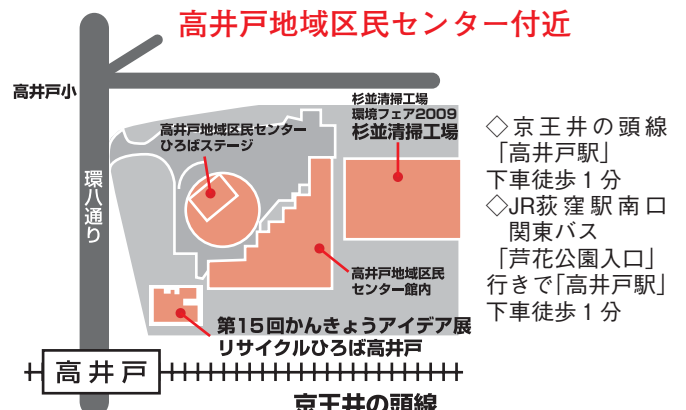 高井戸地域区民センター付近
高井戸小
杉並清掃工場
環境フェア2009
杉並清掃工場
高井戸地域区民センター
ひろばステージ
環八通り
高井戸地域区民
センター館内
第15回かんきょうアイデア展
リサイクルひろば高井戸
高井戸
京王井の頭線
◇京王井の頭線
「高井戸駅」
下車徒歩1分
◇JR荻窪駅南口
関東バス
「芦花公園入口」
行きで「高井戸駅」
下車徒歩1分